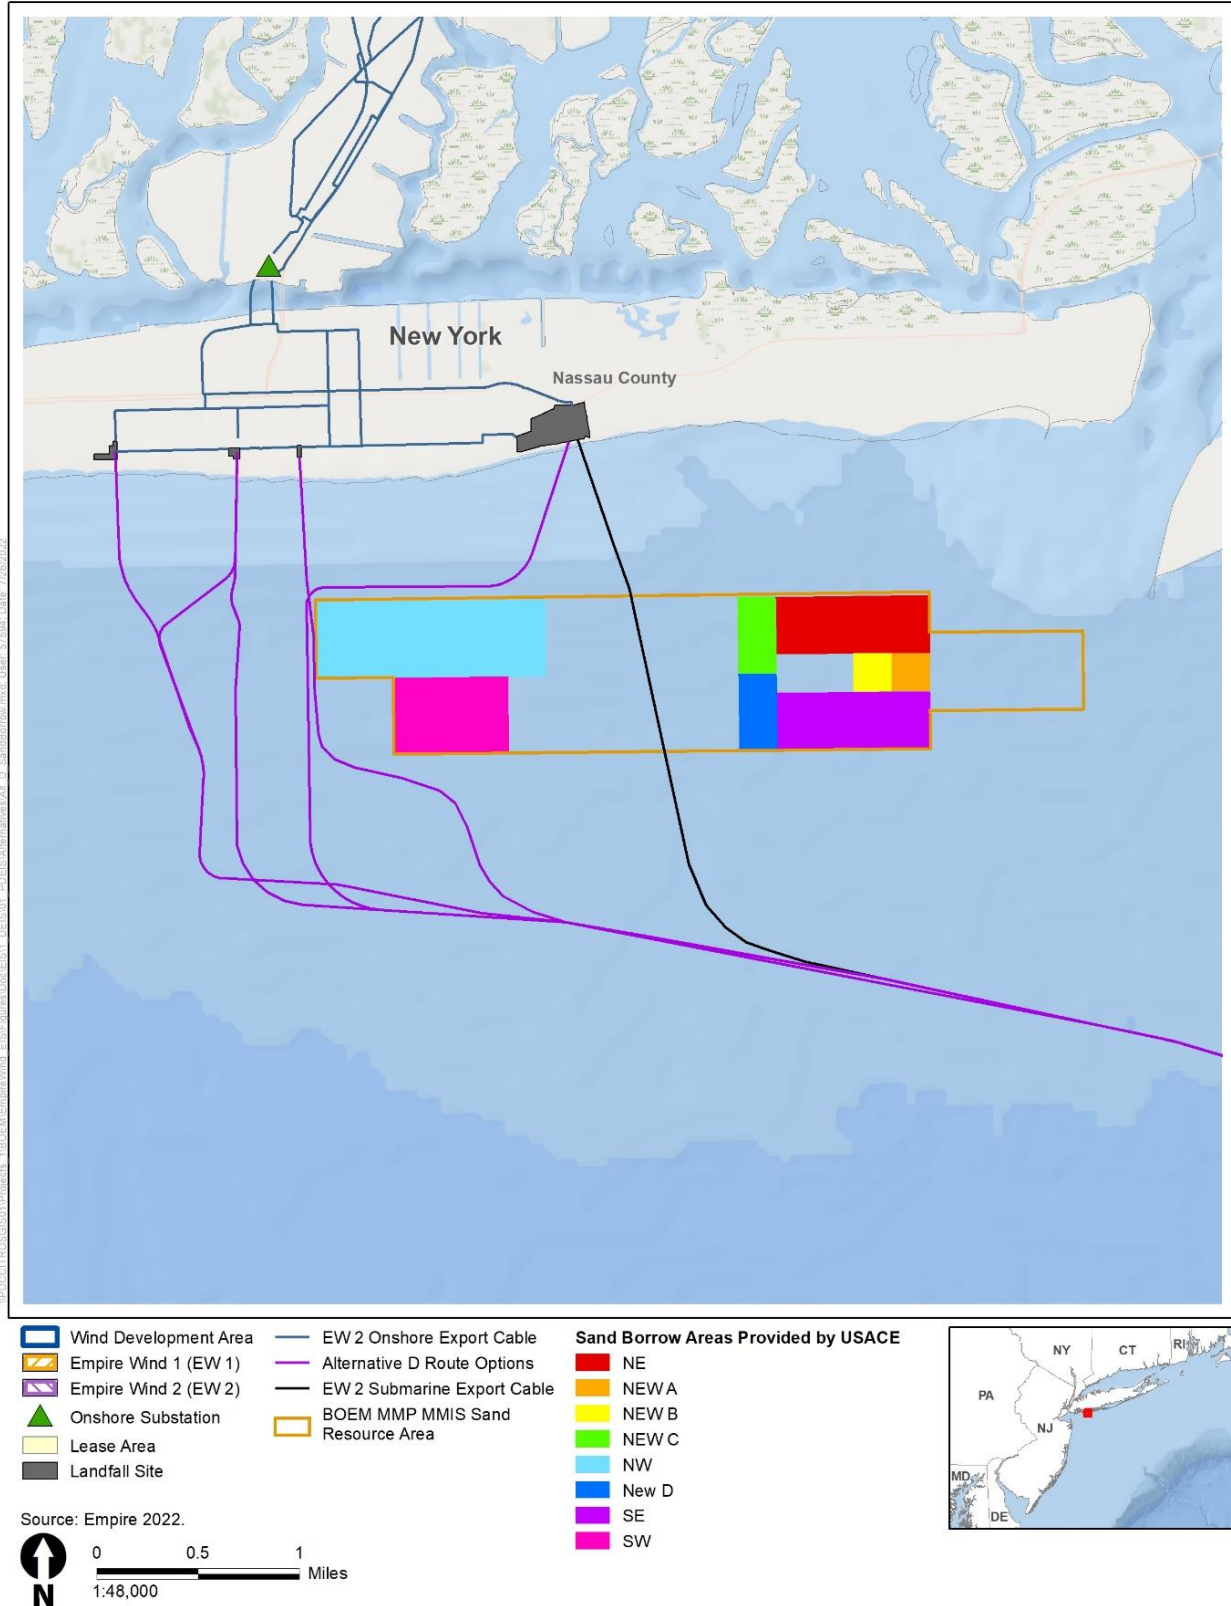 New York
Nassau County
Wind Development Area
Empire Wind 1 (EW 1)
Empire Wind 2 (EW 2)
Onshore Substation
Lease Area
Landfall Site
EW 2 Onshore Export Cable
Alternative D Route Options
EW 2 Submarine Export Cable
BOEM MMP MMIS Sand
Resource Area
Sand Borrow Areas Provided by USACE
NE
NEW A
NEW B
NEW C
NW
New D
SE
SW
NY
CT
RI
PA
NJ
MD
DE
Source: Empire 2022.
N
0 0.5 1
Miles
1:48,000